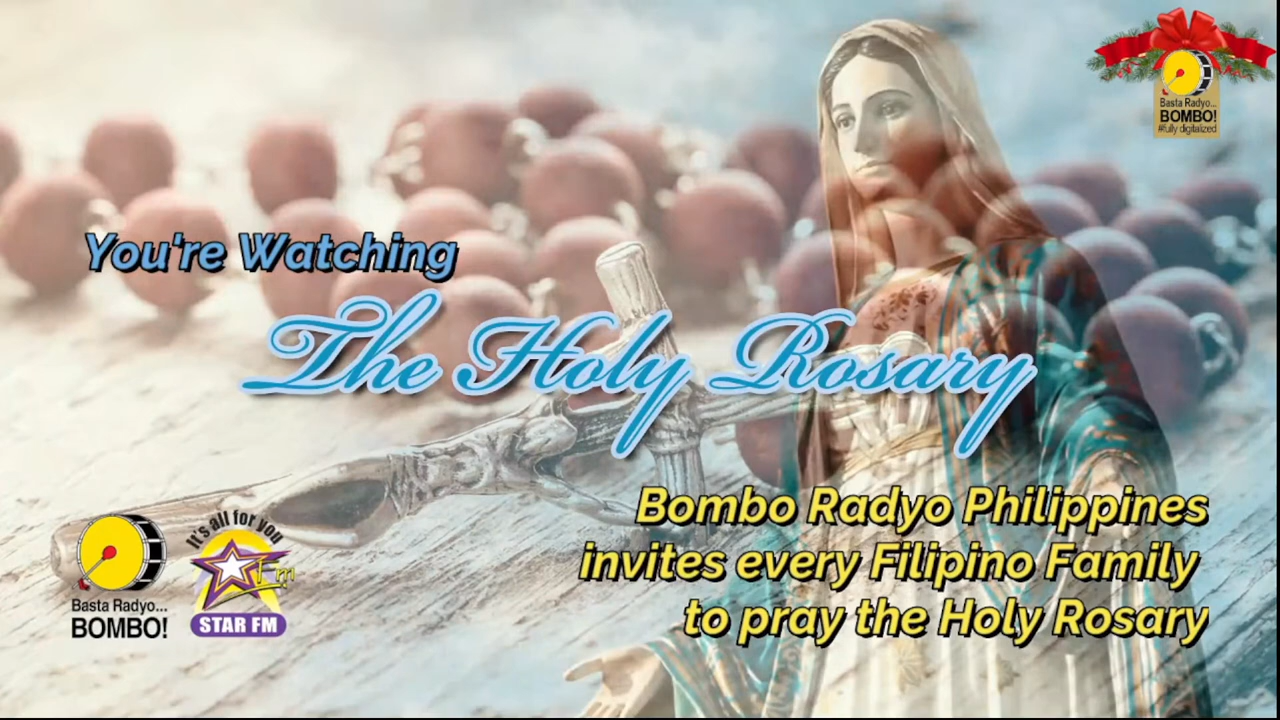 Basta Radyo...
BOMBO!
#fully digitalized
You're Watching
The Holy Rosary
Bombo Radyo Philippines
invites every Filipino Family
to pray the Holy Rosary
Basta Radyo...
BOMBO!
It's all for you
Fm
STAR FM